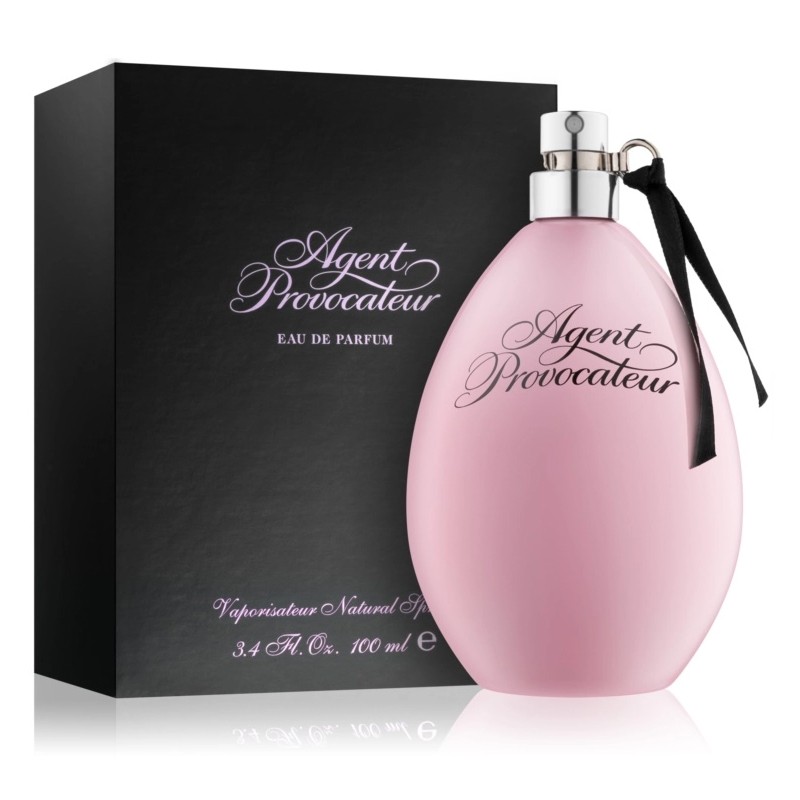 Agent
Provocateur
EAU DE PARFUM
Vaporisateur Natural
3.4 Fl. Oz. 100 ml e
Agent
Provocateur